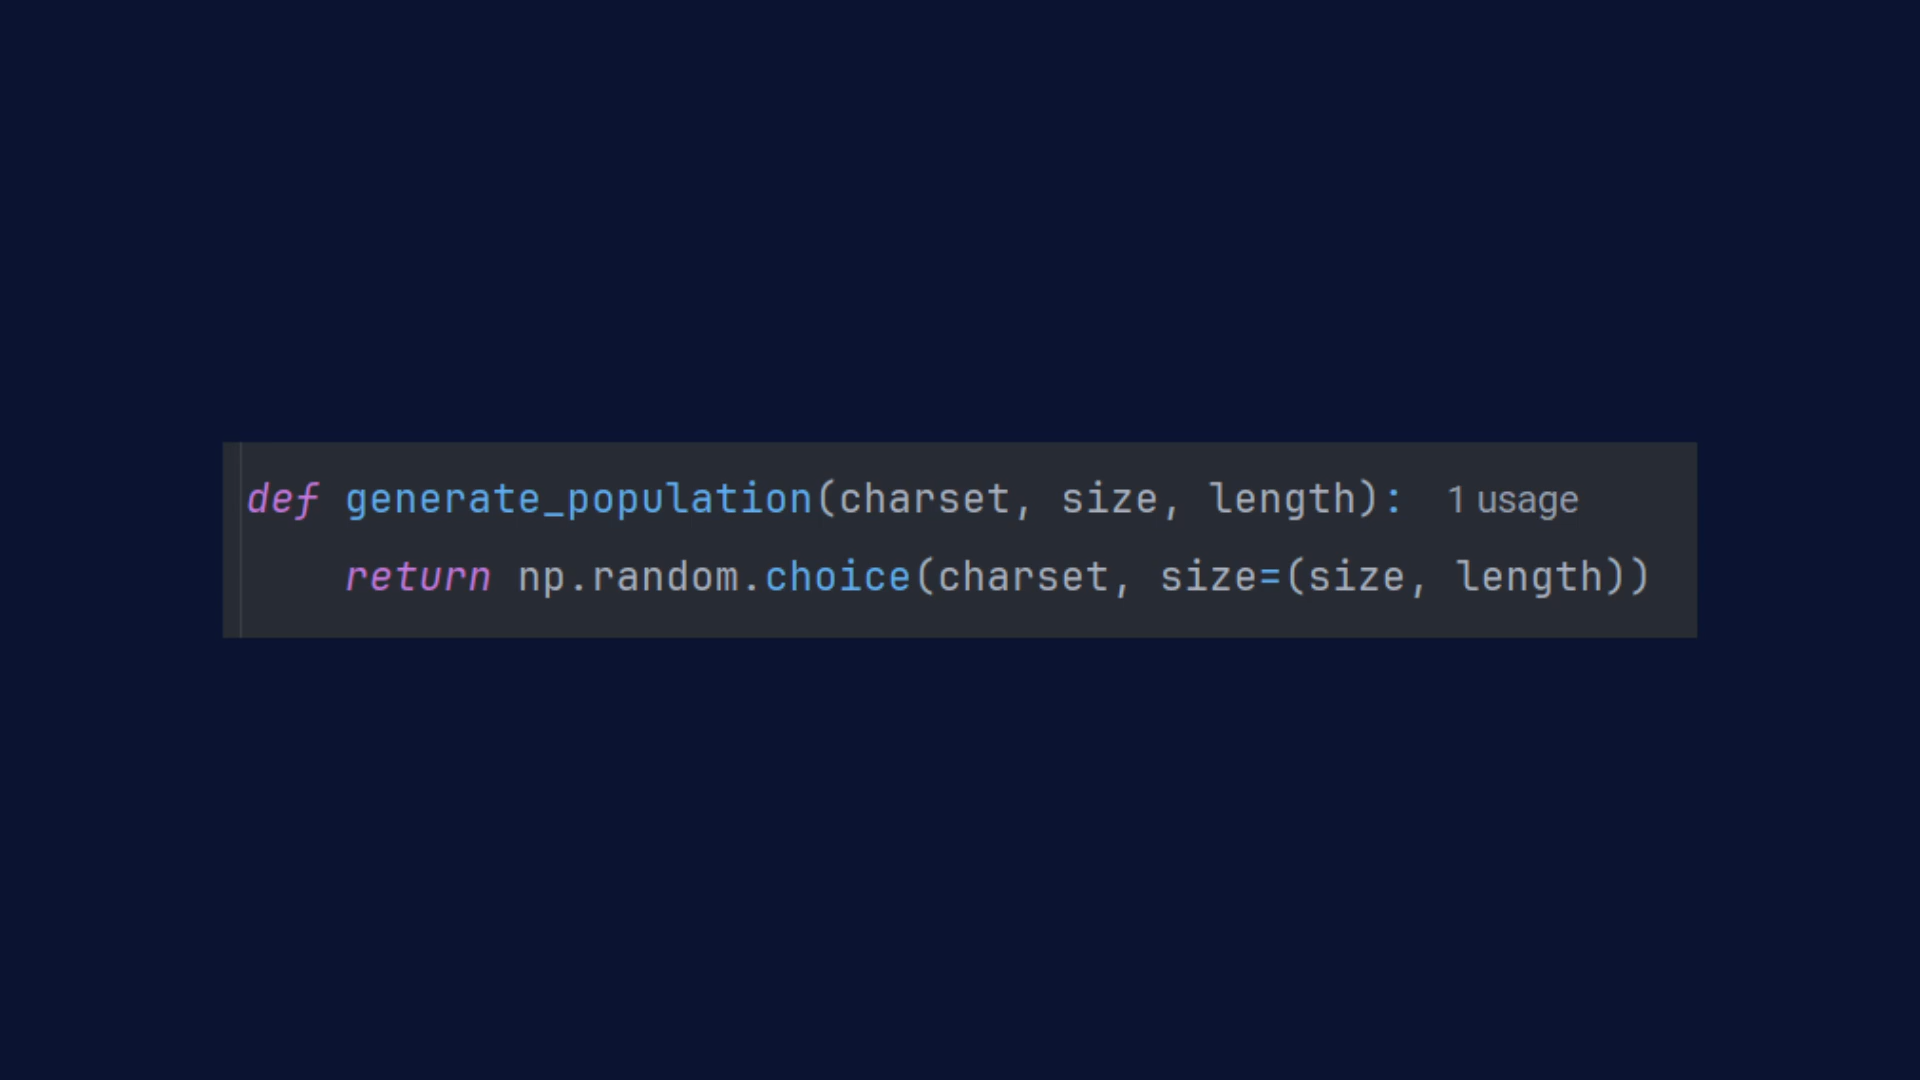 def generate_population(charset, size, length): 1 usage
return np.random.choice(charset, size=(size, length))